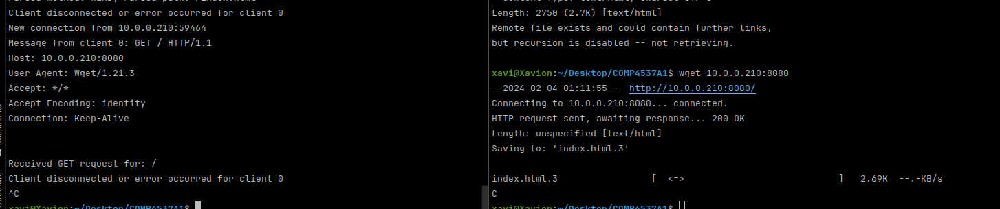 Client disconnected or error occurred for client 0
New connection from 10.0.0.210:59464
Message from client 0: GET / HTTP/1.1
Host: 10.0.0.210:8080
User-Agent: Wget/1.21.3
Accept: */*
Accept-Encoding: identity
Connection: Keep-Alive
Received GET request for: /
Client disconnected or error occurred for client 0
^C
xavi@Xavion:~/Desktop/COMP4537A1$
Length: 2750 (2.7K) [text/html]
Remote file exists and could contain further links,
but recursion is disabled -- not retrieving.
xavi@Xavion:~/Desktop/COMP4537A1$ wget 10.0.0.210:8080
--2024-02-04 01:11:55--  http://10.0.0.210:8080/
Connecting to 10.0.0.210:8080... connected.
HTTP request sent, awaiting response... 200 OK
Length: unspecified [text/html]
Saving to: ‘index.html.3’
index.html.3 [ <=> ] 2.69K --.-KB/s
C
xavi@Xavion:~/Desktop/COMP4537A1$